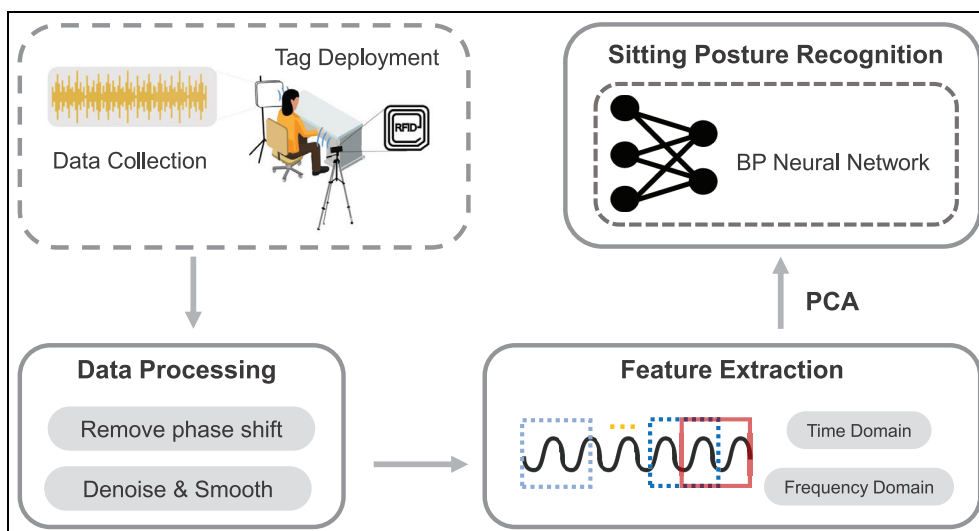 Tag Deployment
RFID
Data Collection
Data Processing
Remove phase shift
Denoise & Smooth
Feature Extraction
Time Domain
Frequency Domain
PCA
Sitting Posture Recognition
BP Neural Network